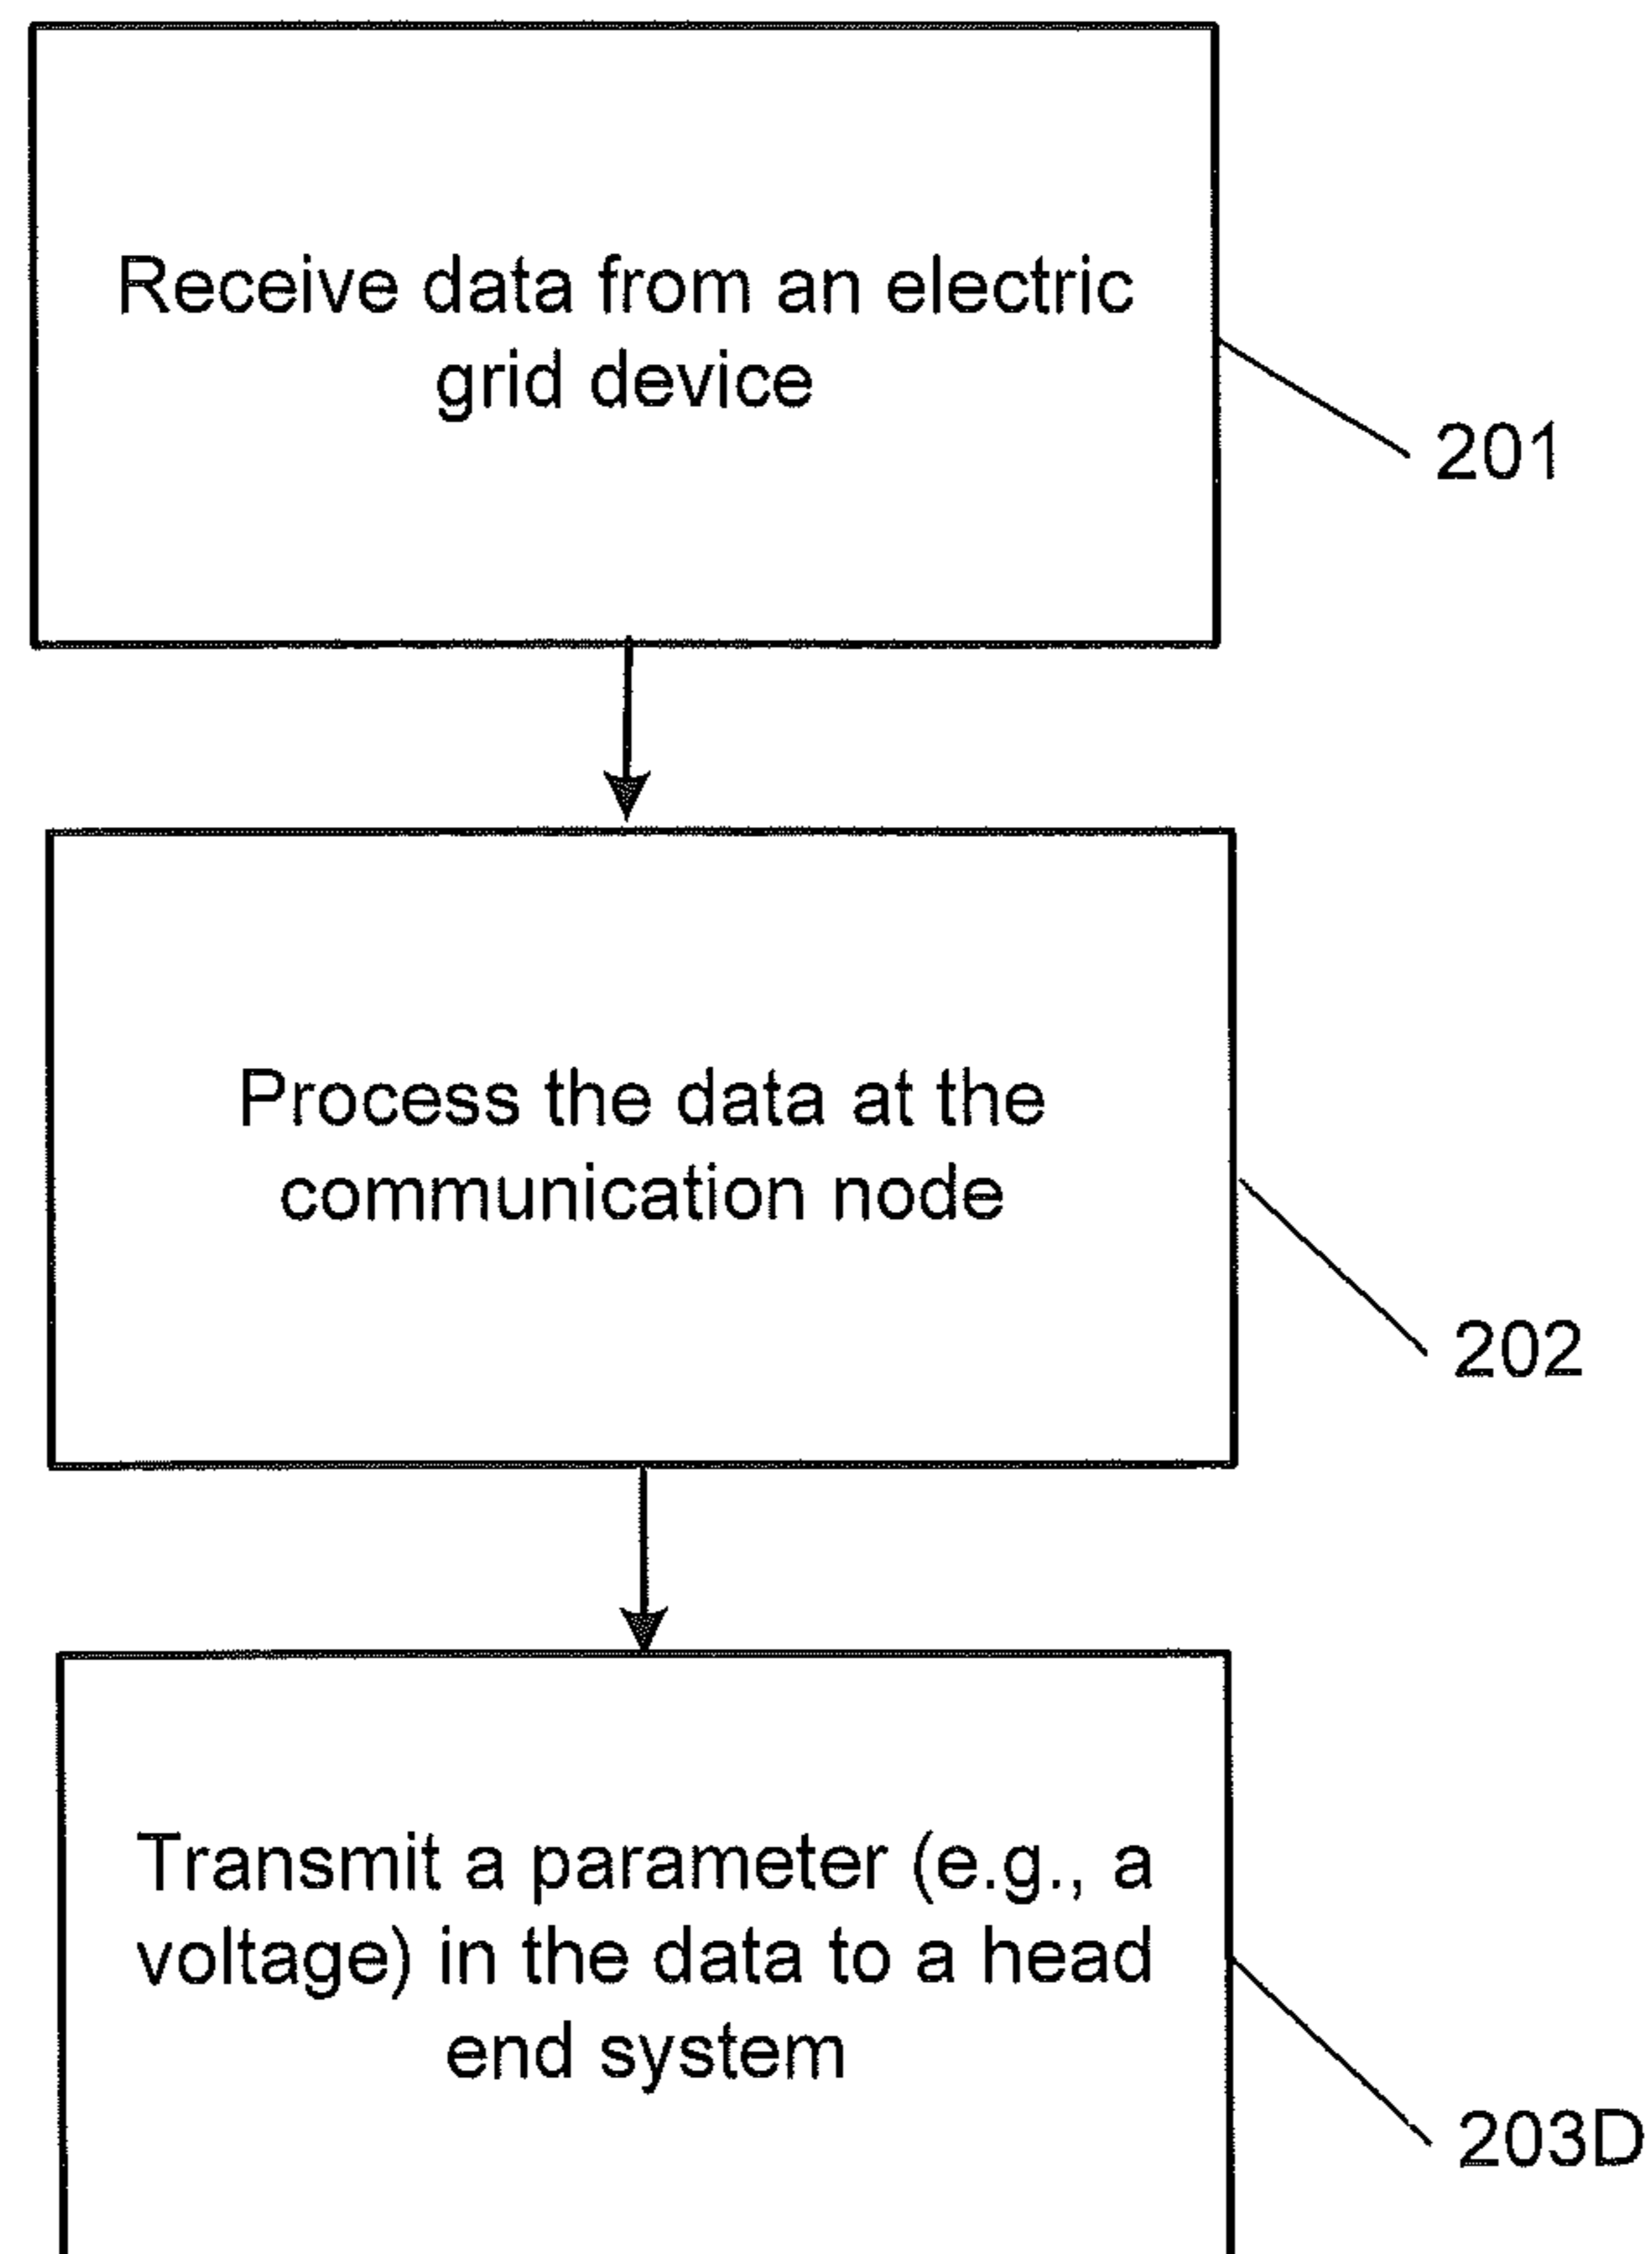 Receive data from an electric
grid device
201
Process the data at the
communication node
202
Transmit a parameter (e.g., a
voltage) in the data to a head
end system
203D